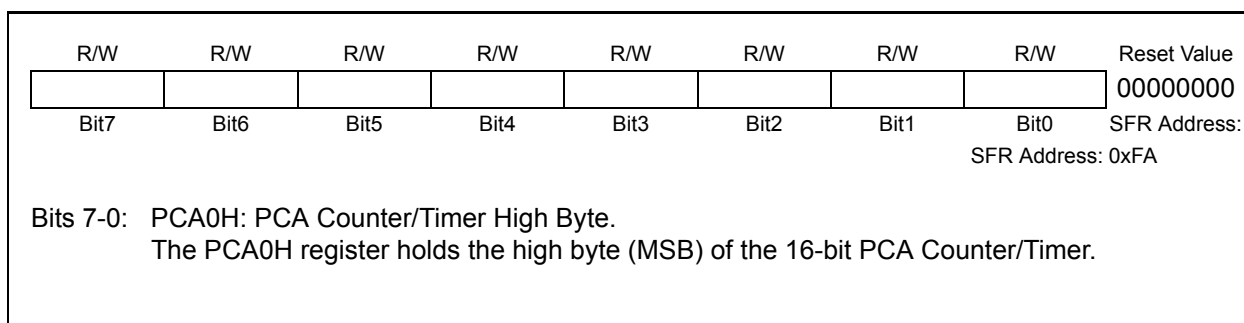 R/W R/W R/W R/W R/W R/W R/W R/W Reset Value
00000000
Bit7 Bit6 Bit5 Bit4 Bit3 Bit2 Bit1 Bit0 SFR Address:
SFR Address: 0xFA
Bits 7-0: PCA0H: PCA Counter/Timer High Byte.
The PCA0H register holds the high byte (MSB) of the 16-bit PCA Counter/Timer.